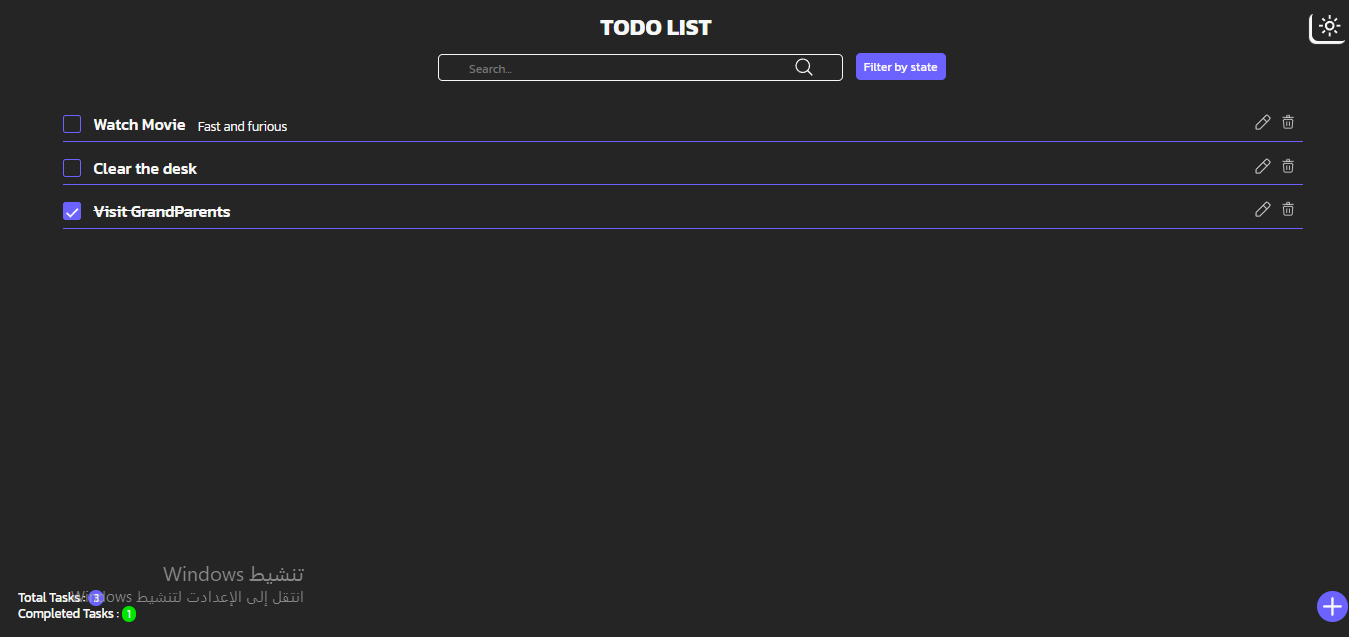 TODO LIST
Search...
Filter by state
Watch Movie Fast and furious
Clear the desk
Visit GrandParents
تنشيط Windows
انتقل إلى الإعدادت لتنشيط Windows
Total Tasks : 3
Completed Tasks : 1